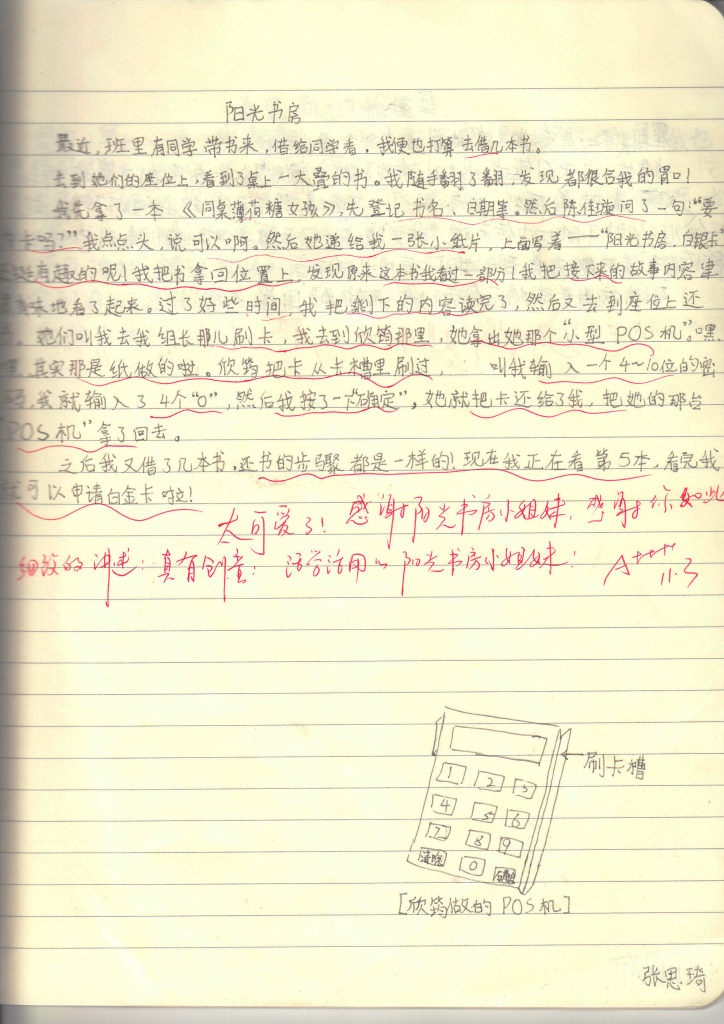 阳光书房
最近,班里有同学带书来,借给同学看,我便也打算去借几本书。
去到她们的座位上,看到了桌上一大叠的书。我随手翻了翻,发现都很合我的胃口!
我先拿了一本《同桌薄荷糖女孩》,先登记书名、日期等。然后陈佳璇问了一句:“要
卡吗?”我点点头,说可以啊。然后她递给我一张小纸片,上面写着——“阳光书房,白银卡”
有趣的呢!我把书拿回位置上,发现原来这本书我看过一部分!我把接下来的故事内容津
味地看了起来。过了好些时间,我把剩下的内容读完了,然后又去到座位上还
。她们叫我去我组长那儿刷卡,我去到欣筠那里,她拿出她那个“小型POS机”。嘿
,其实那是纸做的啦。欣筠把卡从卡槽里刷过, 叫我输入一个4~10位的密
,我就输入了4个“0”,然后我按了一下“确定”,她就把卡还给了我,把她的那台
“POS机”拿了回去。
之后我又借了几本书,还书的步骤都是一样的!现在我正在看第5本,看完我
就可以申请白金卡啦!
太可爱了!感谢阳光书房小姐妹,感谢你如此
细致的讲述!真有创意!活学活用的阳光书房小姐妹!
A++++
11.3
刷卡槽
1 2 3
4 5 6
7 8 9
清除 0 确定
[欣筠做的POS机]
张思琦